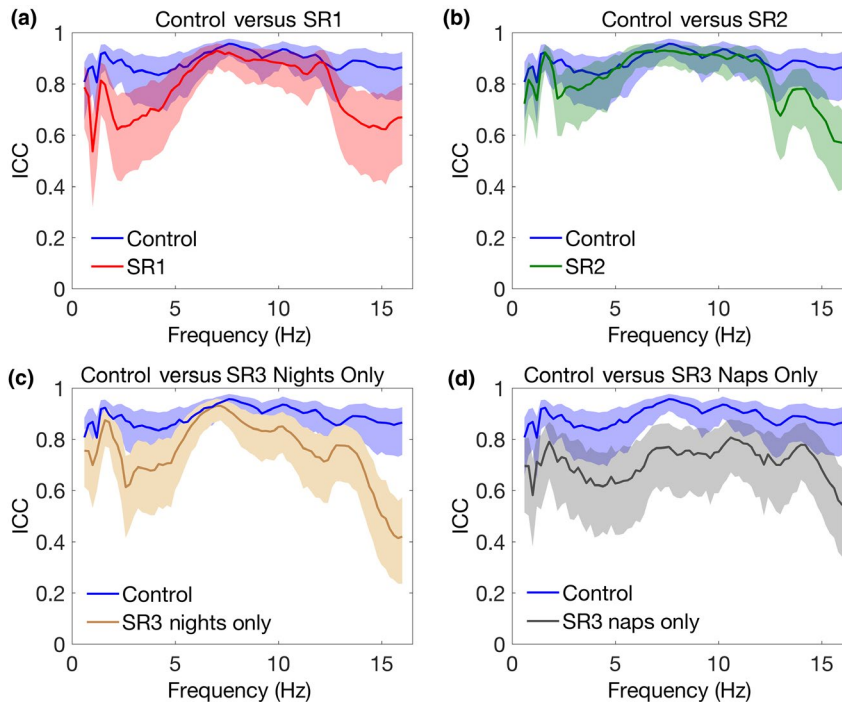 (a) Control versus SR1
1
0.8
0.6
0.4
0.2
0
ICC
Control
SR1
0 5 10 15
Frequency (Hz)
(b) Control versus SR2
1
0.8
0.6
0.4
0.2
0
ICC
Control
SR2
0 5 10 15
Frequency (Hz)
(c) Control versus SR3 Nights Only
1
0.8
0.6
0.4
0.2
0
ICC
Control
SR3 nights only
0 5 10 15
Frequency (Hz)
(d) Control versus SR3 Naps Only
1
0.8
0.6
0.4
0.2
0
ICC
Control
SR3 naps only
0 5 10 15
Frequency (Hz)